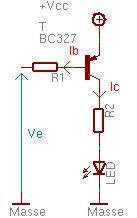 +Vcc
T
BC327
Ib
R1
Ic
R2
Ve
LED
Masse
Masse